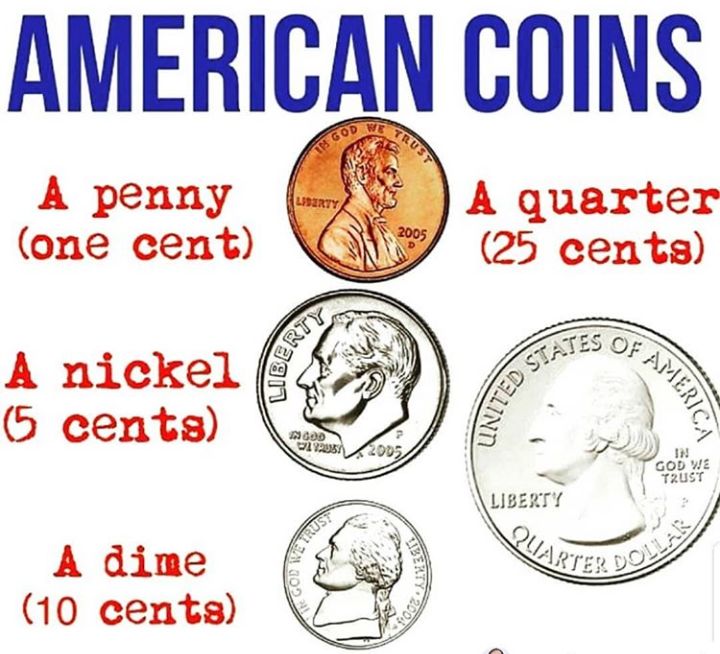 AMERICAN COINS
A penny
(one cent)
IN GOD WE TRUST
LIBERTY
2005
D
A quarter
(25 cents)
A nickel
(5 cents)
LIBERTY
IN GOD
WE TRUST
P
2005
UNITED STATES OF AMERICA
IN
GOD WE
TRUST
LIBERTY
P
QUARTER DOLLAR
A dime
(10 cents)
IN GOD WE TRUST
LIBERTY
2004